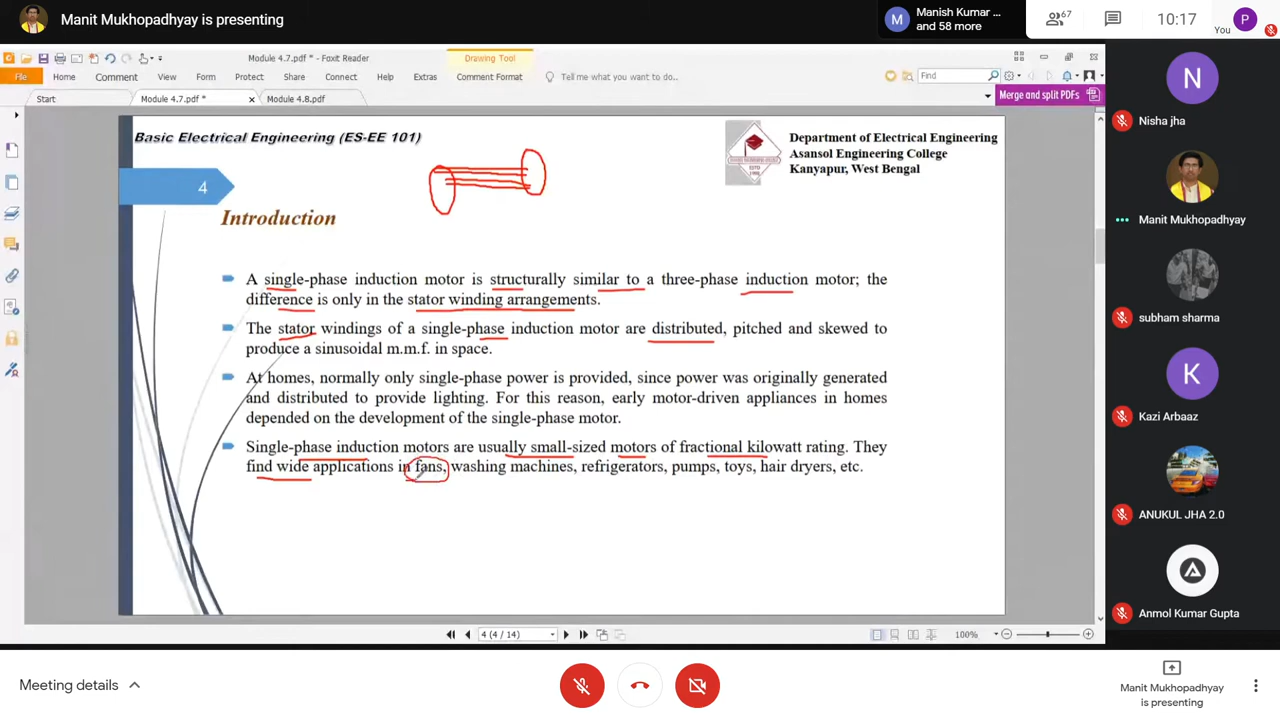 Manit Mukhopadhyay is presenting
M
Manish Kumar ...
and 58 more
67
10:17
You
P
Module 4.7.pdf * - Foxit Reader
Drawing Tool
File
Home
Comment
View
Form
Protect
Share
Connect
Help
Extras
Comment Format
Tell me what you want to do..
Find
Start
Module 4.7.pdf *
Module 4.8.pdf
Merge and split PDFs
Basic Electrical Engineering (ES-EE 101)
Department of Electrical Engineering
Asansol Engineering College
Kanyapur, West Bengal
4
Introduction
A single-phase induction motor is structurally similar to a three-phase induction motor; the
difference is only in the stator winding arrangements.
The stator windings of a single-phase induction motor are distributed, pitched and skewed to
produce a sinusoidal m.m.f. in space.
At homes, normally only single-phase power is provided, since power was originally generated
and distributed to provide lighting. For this reason, early motor-driven appliances in homes
depended on the development of the single-phase motor.
Single-phase induction motors are usually small-sized motors of fractional kilowatt rating. They
find wide applications in fans, washing machines, refrigerators, pumps, toys, hair dryers, etc.
4 (4 / 14)
100%
N
Nisha jha
Manit Mukhopadhyay
subham sharma
K
Kazi Arbaaz
ANUKUL JHA 2.0
Anmol Kumar Gupta
Meeting details
Manit Mukhopadhyay
is presenting